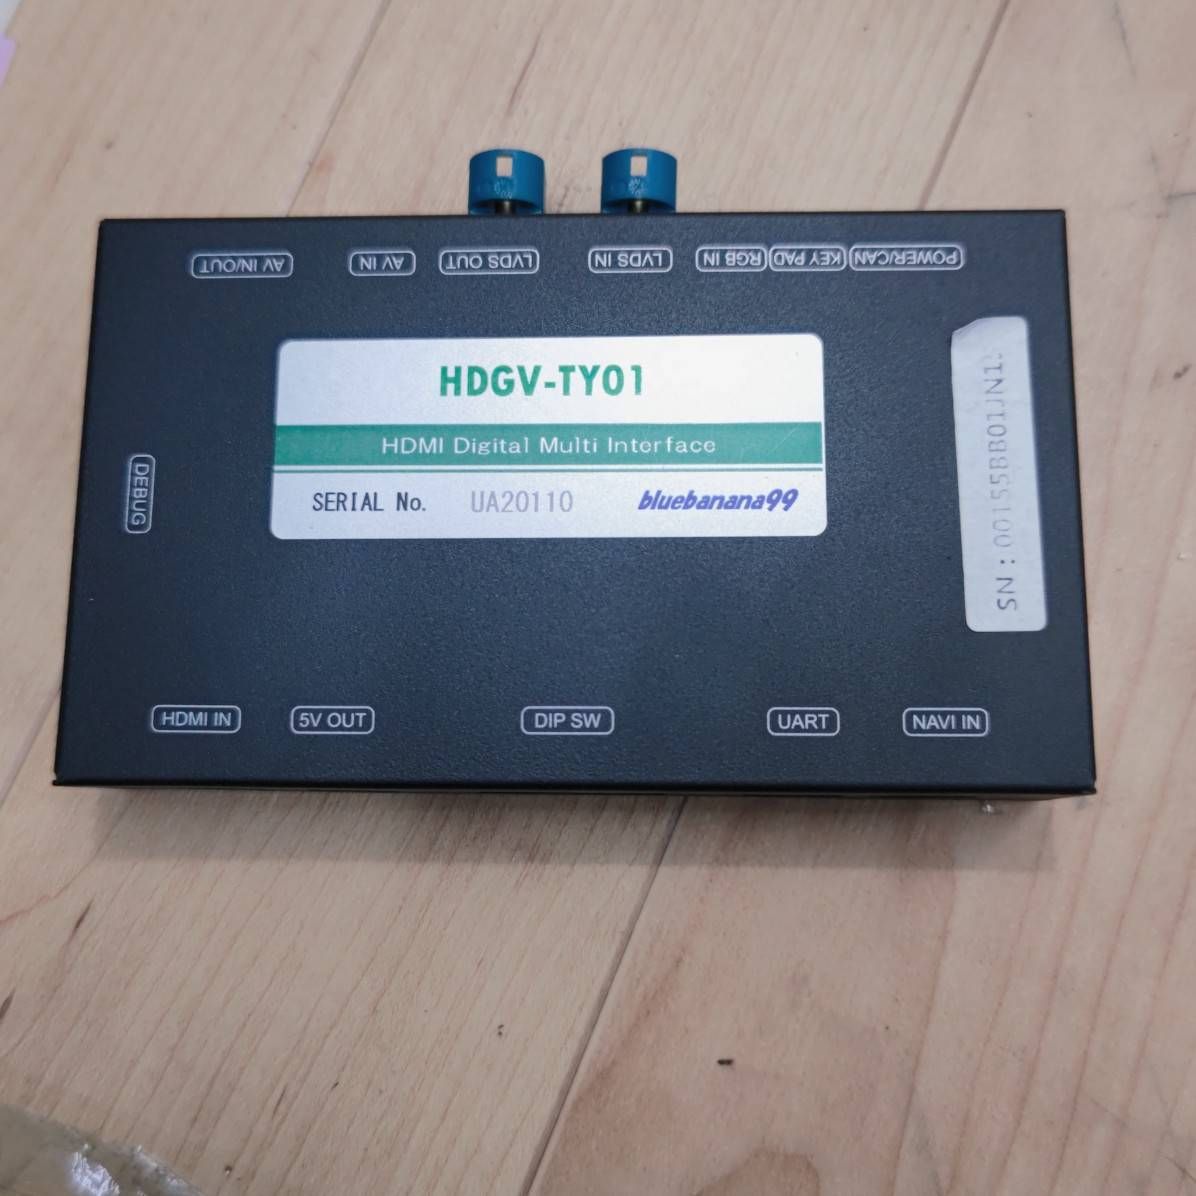 AV IN/OUT
AV IN
LVDS OUT
LVDS IN
RGB IN
KEY PAD
POWER/CAN
HDGV-TY01
HDMI Digital Multi Interface
SERIAL No. UA20110 bluebanana99
DEBUG
HDMI IN
5V OUT
DIP SW
UART
NAVI IN